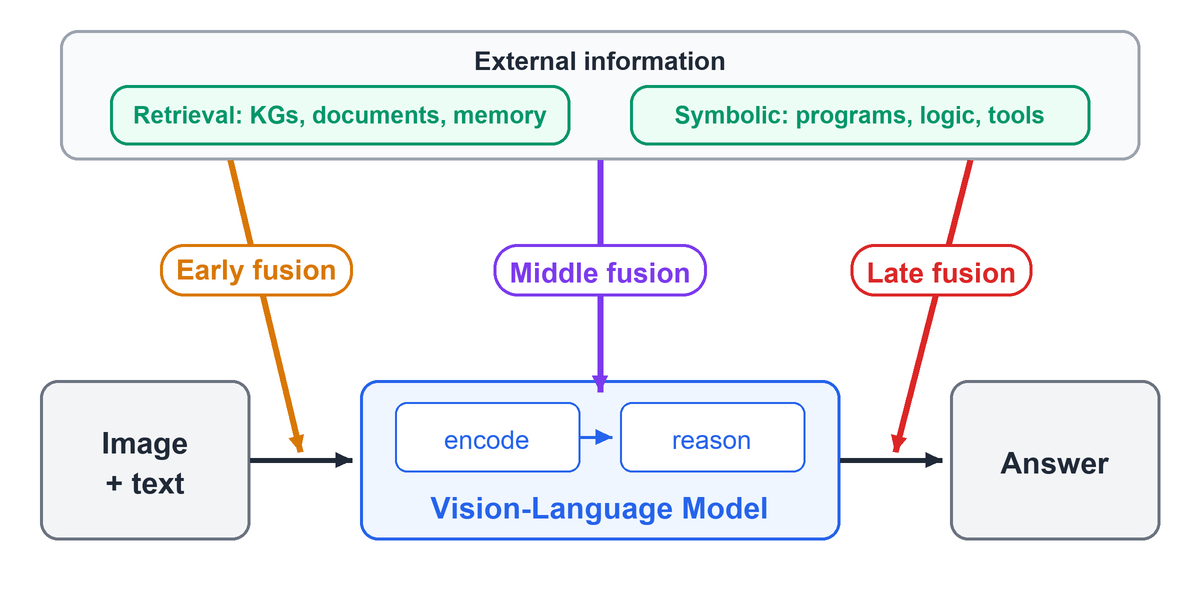 External information
Retrieval: KGs, documents, memory
Symbolic: programs, logic, tools
Early fusion
Middle fusion
Late fusion
Image
+ text
encode
reason
Vision-Language Model
Answer